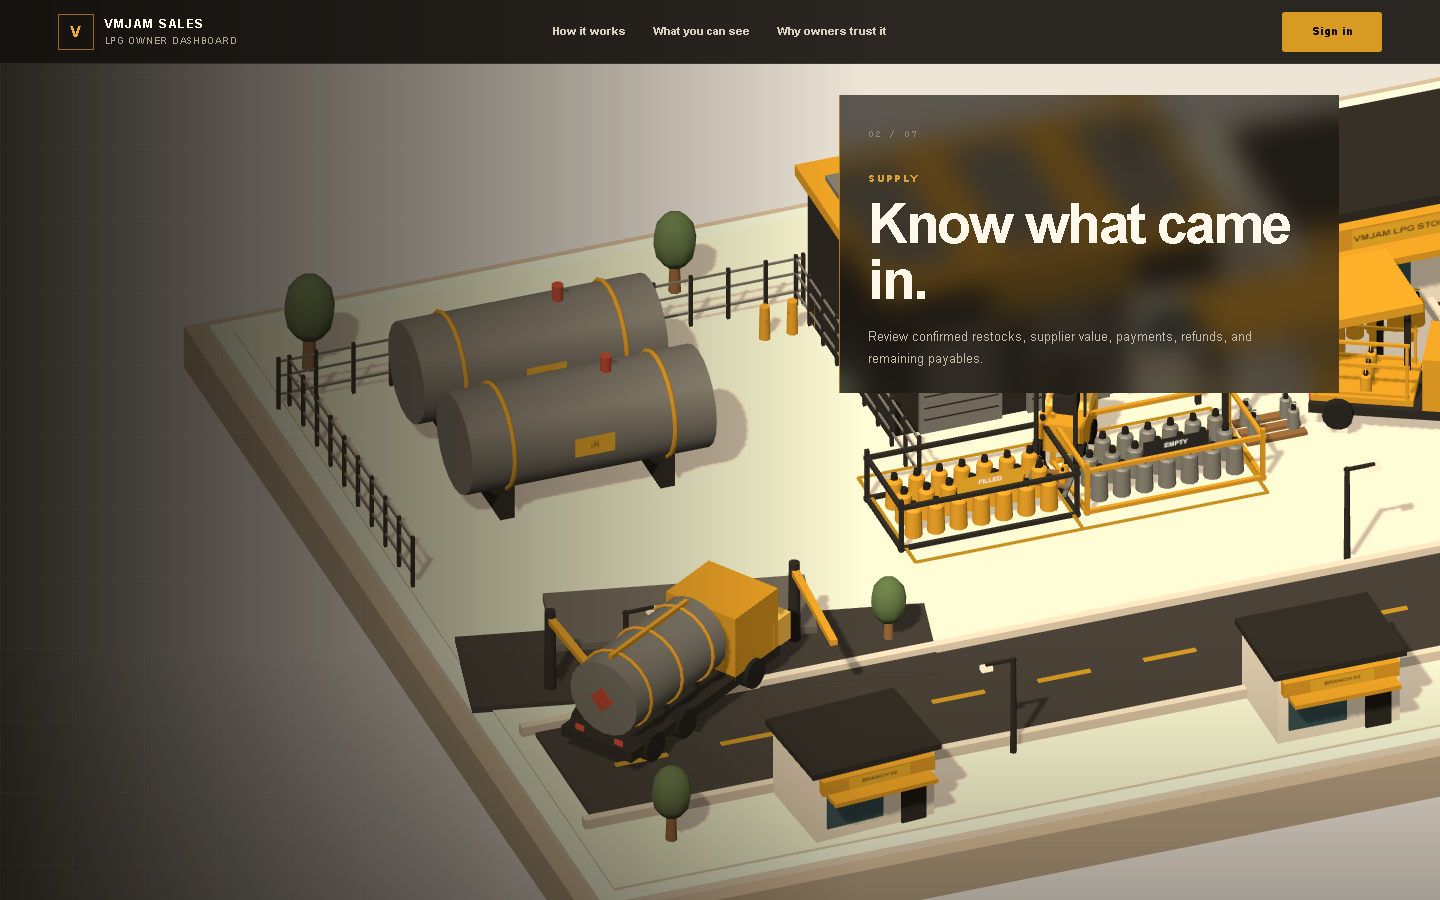 V
VMJAM SALES
LPG OWNER DASHBOARD
How it works
What you can see
Why owners trust it
Sign in
02 / 07
SUPPLY
Know what came
in.
Review confirmed restocks, supplier value, payments, refunds, and
remaining payables.
VMJAM LPG STO
EMPTY
FILLED